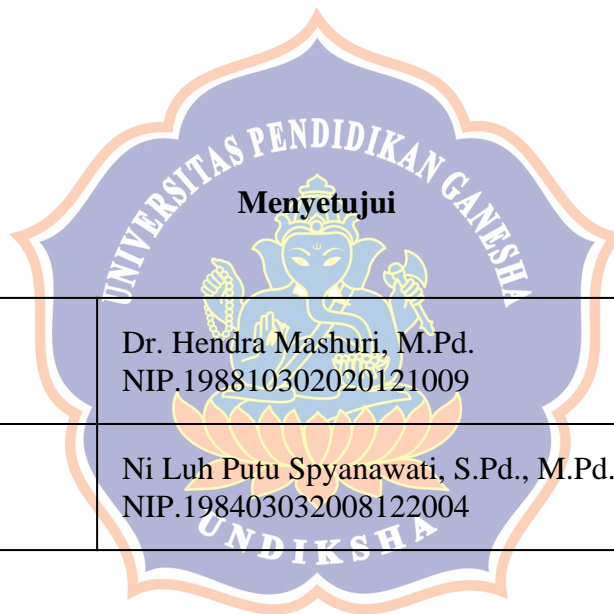 UNIVERSITAS PENDIDIKAN GANESHA
Menyetujui
Dr. Hendra Mashuri, M.Pd.
NIP.198810302020121009
Ni Luh Putu Spyanawati, S.Pd., M.Pd.
NIP.198403032008122004
UNDIKSHA